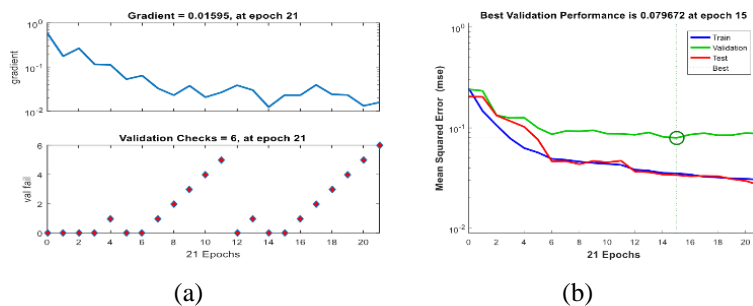 Gradient = 0.01595, at epoch 21
10^0
10^-1
10^-2
gradient
Validation Checks = 6, at epoch 21
6
4
2
0
val fail
0 2 4 6 8 10 12 14 16 18 20
21 Epochs
(a)
Best Validation Performance is 0.079672 at epoch 15
Train
Validation
Test
Best
10^0
10^-1
10^-2
Mean Squared Error (mse)
0 2 4 6 8 10 12 14 16 18 20
21 Epochs
(b)